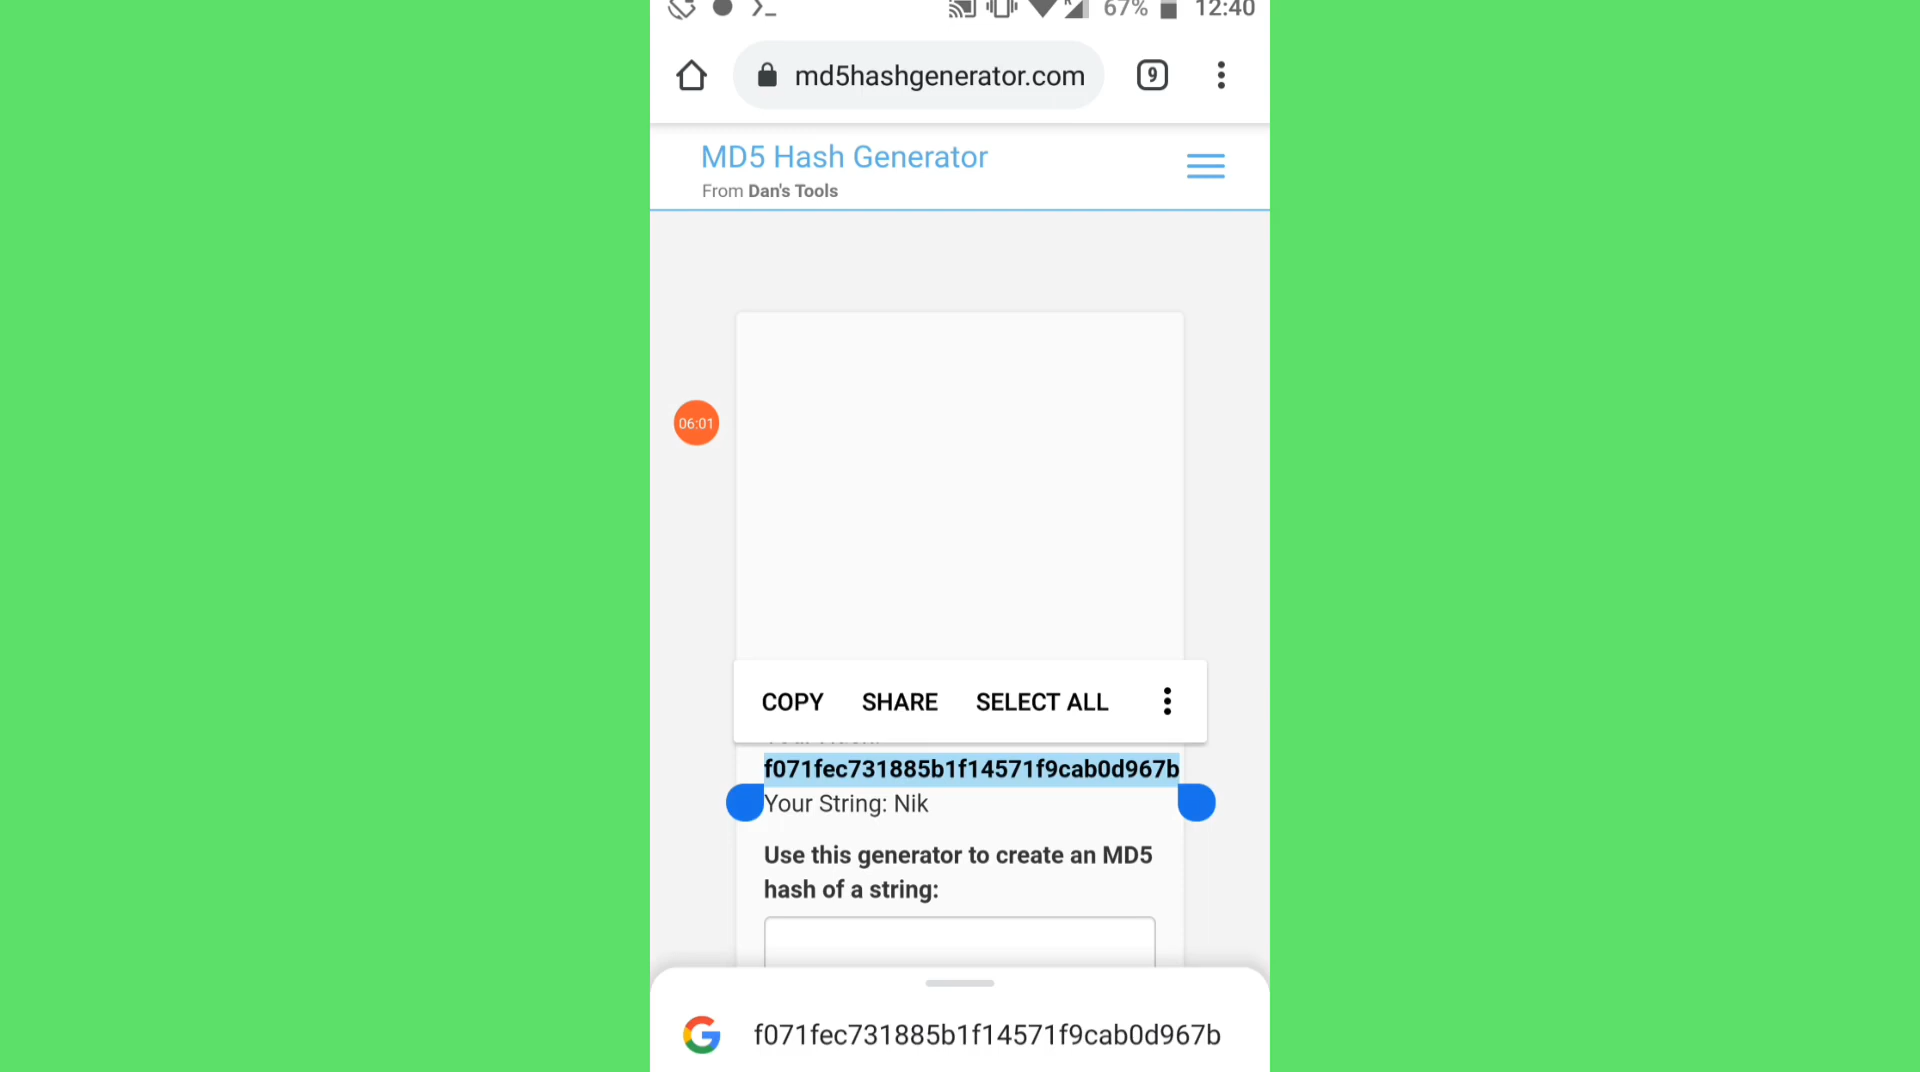 67% 12:40
md5hashgenerator.com 9
MD5 Hash Generator
From Dan's Tools
06:01
COPY SHARE SELECT ALL
f071fec731885b1f14571f9cab0d967b
Your String: Nik
Use this generator to create an MD5
hash of a string:
f071fec731885b1f14571f9cab0d967b